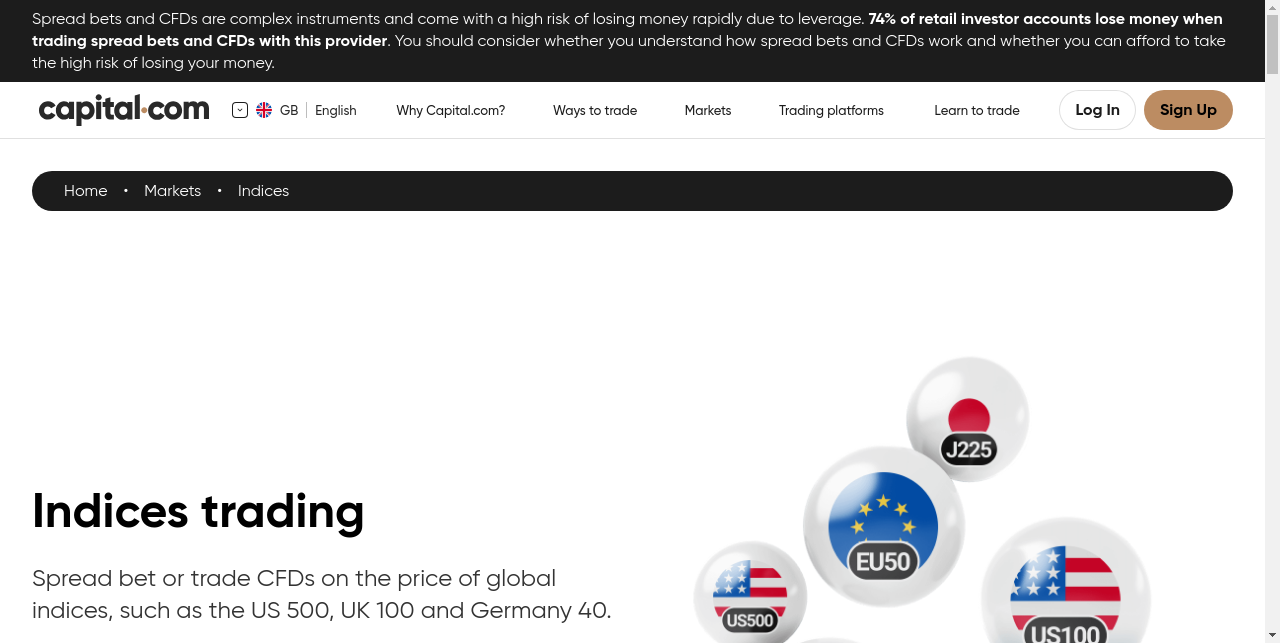 Spread bets and CFDs are complex instruments and come with a high risk of losing money rapidly due to leverage. 74% of retail investor accounts lose money when
trading spread bets and CFDs with this provider. You should consider whether you understand how spread bets and CFDs work and whether you can afford to take
the high risk of losing your money.
capital.com GB English Why Capital.com? Ways to trade Markets Trading platforms Learn to trade Log In Sign Up
Home • Markets • Indices
J225
Indices trading
EU50
Spread bet or trade CFDs on the price of global
indices, such as the US 500, UK 100 and Germany 40.
US500
US100